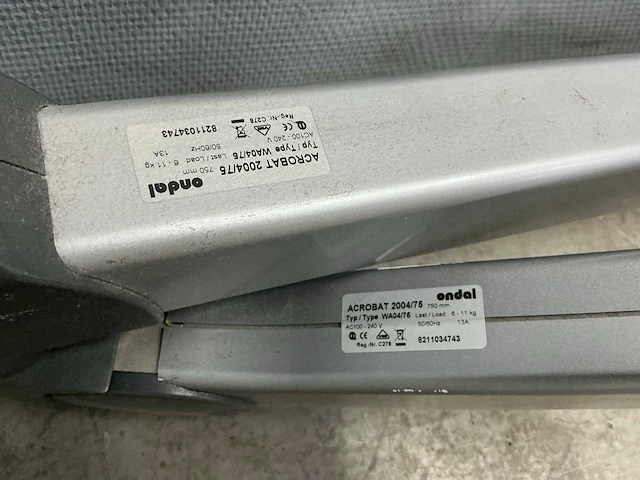 ondal
ACROBAT 2004/75 750 mm
Typ / Type WA04/75 Last / Load 6 - 11 kg
AC100 - 240 V 50/60Hz 13A
CE
Reg.-Nr. C278 8211034743
ondal
ACROBAT 2004/75 750 mm
Typ / Type WA04/75 Last / Load 6 - 11 kg
AC100 - 240 V 50/60Hz 13A
CE
Reg.-Nr. C278 8211034743